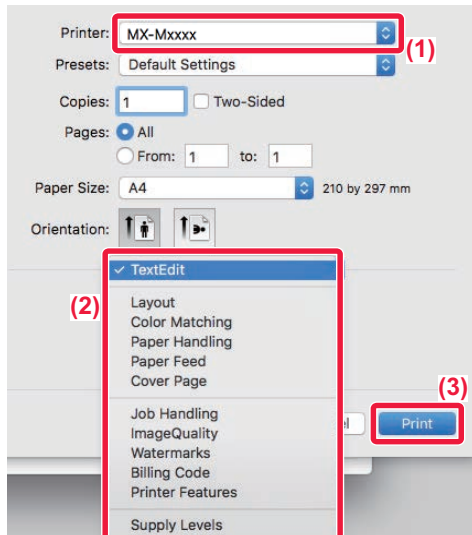 Printer: MX-Mxxxx
(1)
Presets: Default Settings
Copies: 1 Two-Sided
Pages: All
From: 1 to: 1
Paper Size: A4 210 by 297 mm
Orientation:
TextEdit
(2)
Layout
Color Matching
Paper Handling
Paper Feed
Cover Page
(3)
Job Handling
ImageQuality
Watermarks
Billing Code
Printer Features
Print
Supply Levels